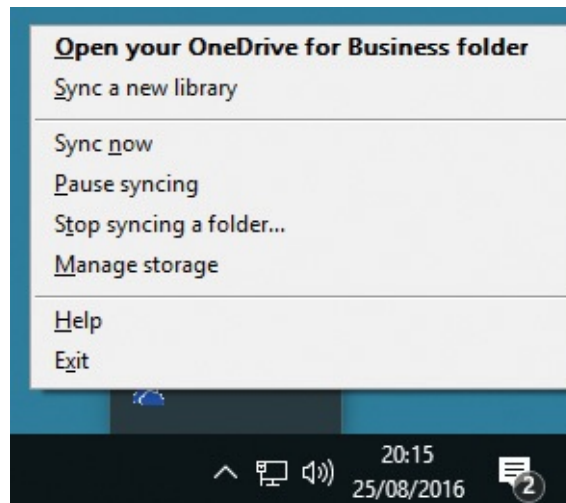 Open your OneDrive for Business folder
Sync a new library
Sync now
Pause syncing
Stop syncing a folder...
Manage storage
Help
Exit
20:15
25/08/2016
2